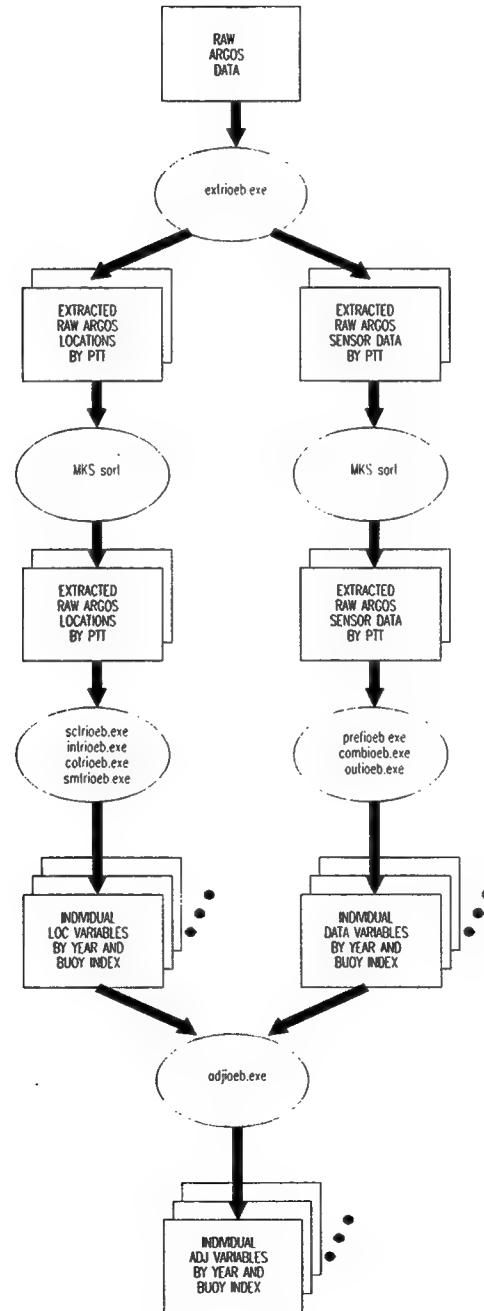 RAW
ARGOS
DATA
extrioeb.exe
EXTRACTED
RAW ARGOS
LOCATIONS
BY PTT
EXTRACTED
RAW ARGOS
SENSOR DATA
BY PTT
MKS sort
MKS sort
EXTRACTED
RAW ARGOS
LOCATIONS
BY PTT
EXTRACTED
RAW ARGOS
SENSOR DATA
BY PTT
sclrioeb.exe
intrioeb.exe
cotrioeb.exe
smtrioeb.exe
prefioeb.exe
combioeb.exe
outioeb.exe
INDIVIDUAL
LOC VARIABLES
BY YEAR AND
BUOY INDEX
INDIVIDUAL
DATA VARIABLES
BY YEAR AND
BUOY INDEX
adjioeb.exe
INDIVIDUAL
ADJ VARIABLES
BY YEAR AND
BUOY INDEX